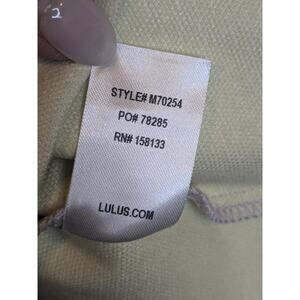 STYLE# M70254
PO# 78285
RN# 158133
LULUS.COM